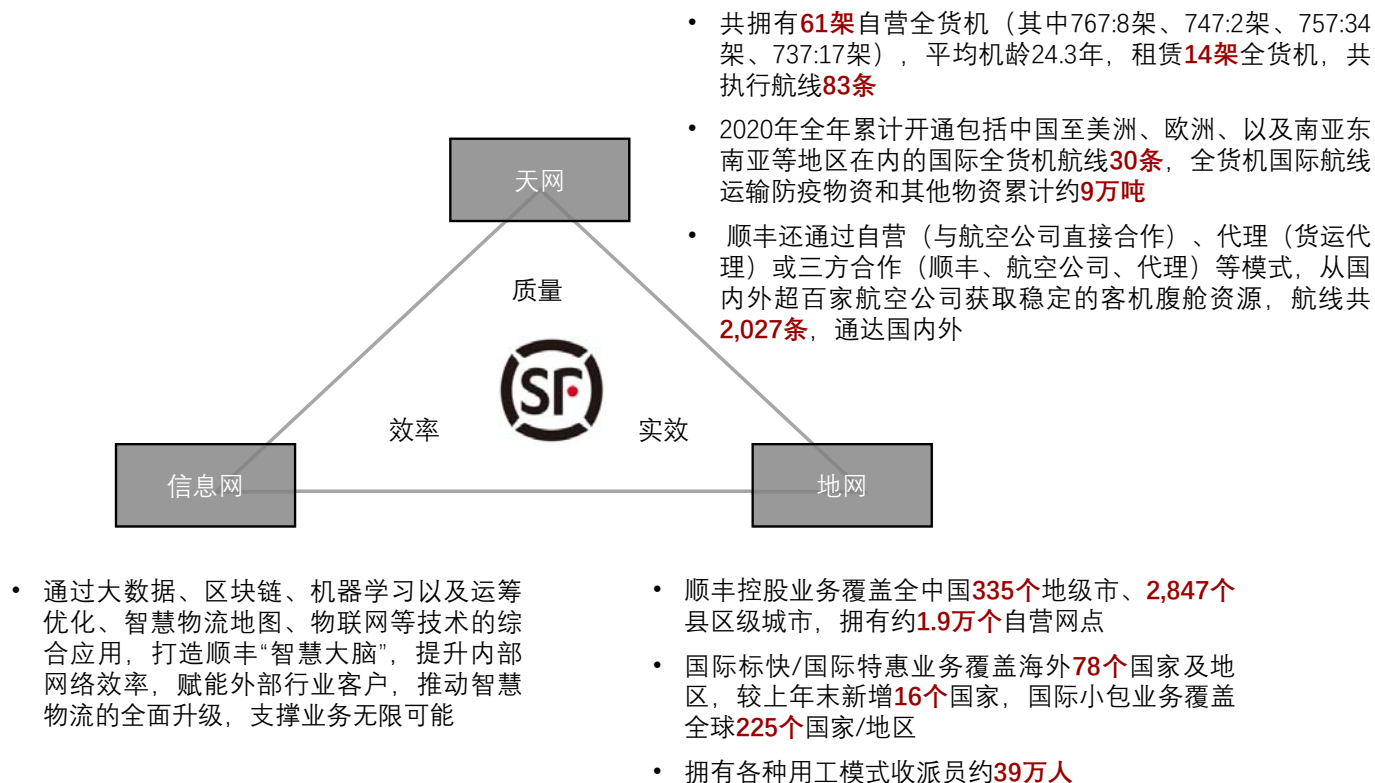 • 共拥有61架自营全货机（其中767:8架、747:2架、757:34
架、737:17架），平均机龄24.3年，租赁14架全货机，共
执行航线83条
• 2020年全年累计开通包括中国至美洲、欧洲、以及南亚东
南亚等地区在内的国际全货机航线30条，全货机国际航线
运输防疫物资和其他物资累计约9万吨
• 顺丰还通过自营（与航空公司直接合作）、代理（货运代
理）或三方合作（顺丰、航空公司、代理）等模式，从国
内外超百家航空公司获取稳定的客机腹舱资源，航线共
2,027条，通达国内外
天网
质量
SF
效率
实效
信息网
地网
• 通过大数据、区块链、机器学习以及运筹
优化、智慧物流地图、物联网等技术的综
合应用，打造顺丰“智慧大脑”，提升内部
网络效率，赋能外部行业客户，推动智慧
物流的全面升级，支撑业务无限可能
• 顺丰控股业务覆盖全中国335个地级市、2,847个
县区级城市，拥有约1.9万个自营网点
• 国际标快/国际特惠业务覆盖海外78个国家及地
区，较上年末新增16个国家，国际小包业务覆盖
全球225个国家/地区
• 拥有各种用工模式收派员约39万人